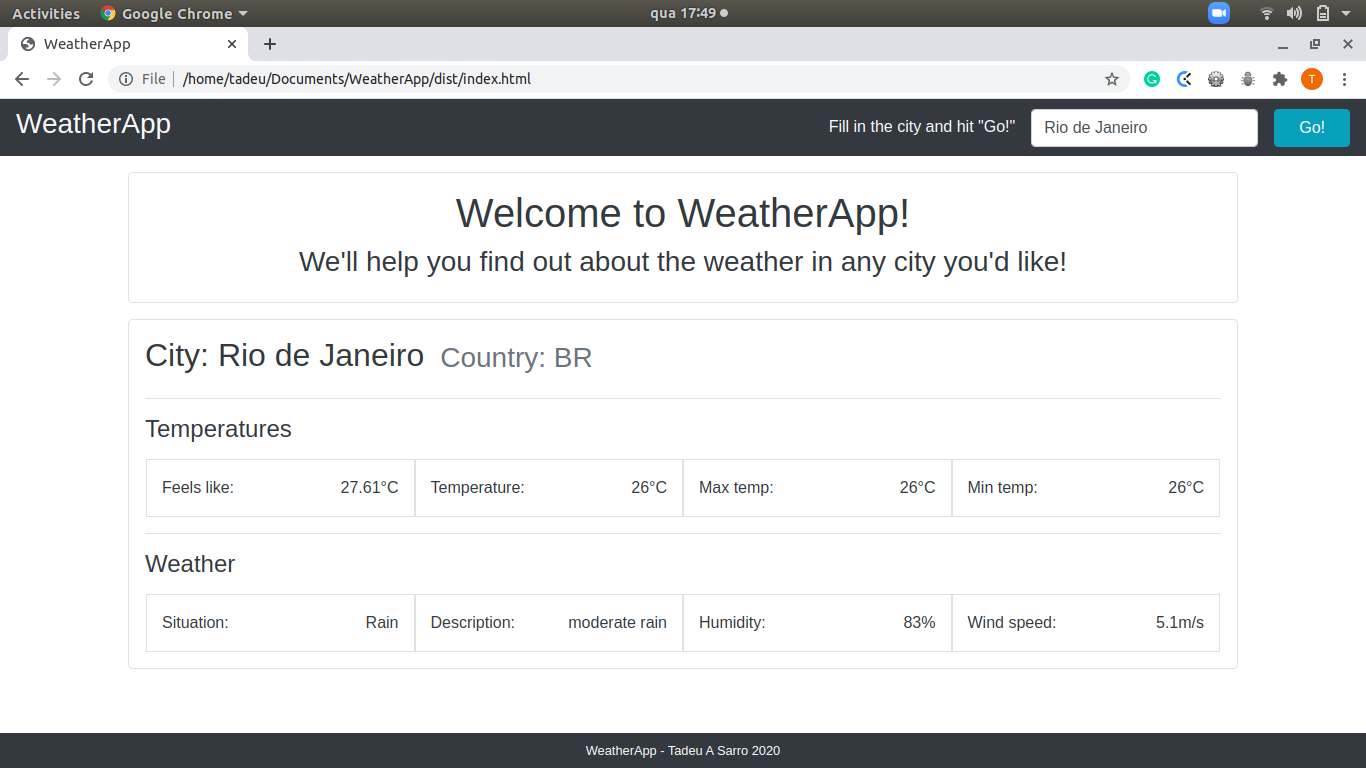 Activities Google Chrome qua 17:49
WeatherApp
File /home/tadeu/Documents/WeatherApp/dist/index.html T
WeatherApp Fill in the city and hit "Go!" Rio de Janeiro Go!
Welcome to WeatherApp!
We'll help you find out about the weather in any city you'd like!
City: Rio de Janeiro Country: BR
Temperatures
Feels like: 27.61°C Temperature: 26°C Max temp: 26°C Min temp: 26°C
Weather
Situation: Rain Description: moderate rain Humidity: 83% Wind speed: 5.1m/s
WeatherApp - Tadeu A Sarro 2020